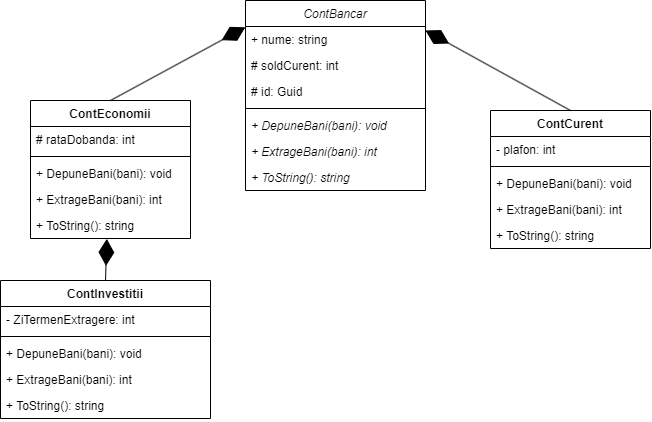 ContBancar
+ nume: string
# soldCurent: int
# id: Guid
+ DepuneBani(bani): void
+ ExtrageBani(bani): int
+ ToString(): string
ContEconomii
# rataDobanda: int
+ DepuneBani(bani): void
+ ExtrageBani(bani): int
+ ToString(): string
ContCurent
- plafon: int
+ DepuneBani(bani): void
+ ExtrageBani(bani): int
+ ToString(): string
ContInvestitii
- ZiTermenExtragere: int
+ DepuneBani(bani): void
+ ExtrageBani(bani): int
+ ToString(): string